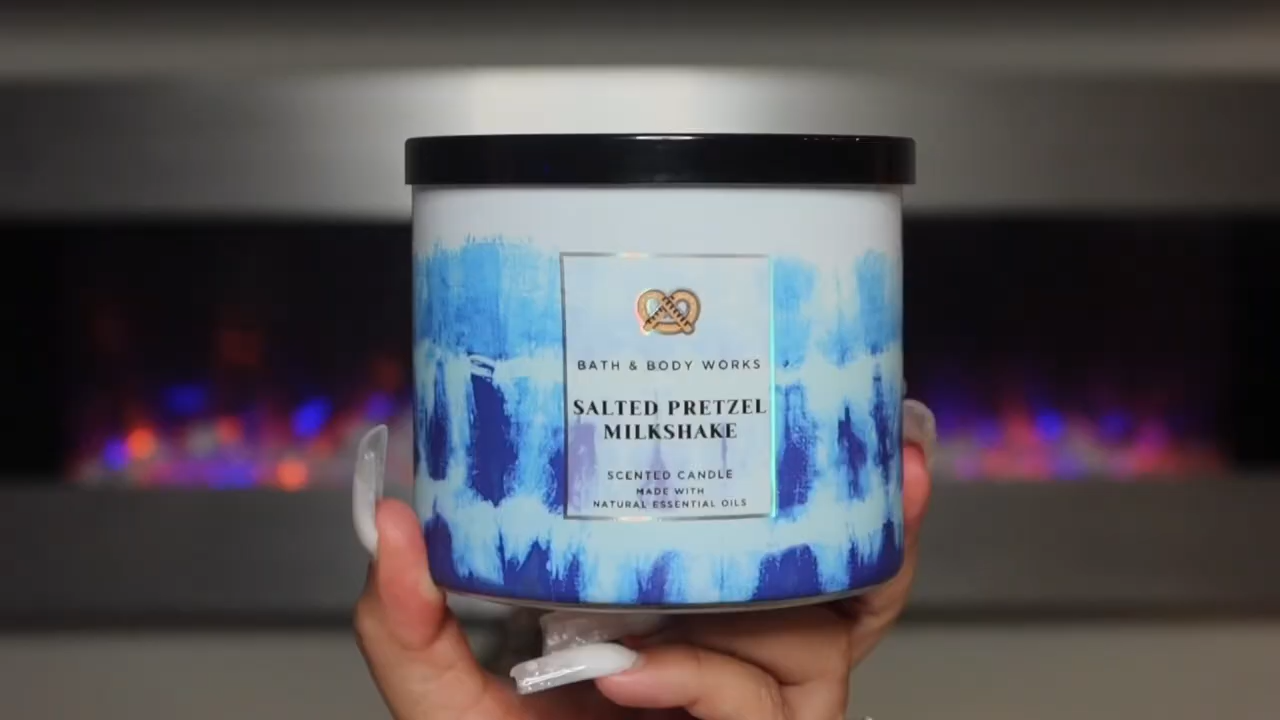 BATH & BODY WORKS
SALTED PRETZEL
MILKSHAKE
SCENTED CANDLE
MADE WITH
NATURAL ESSENTIAL OILS